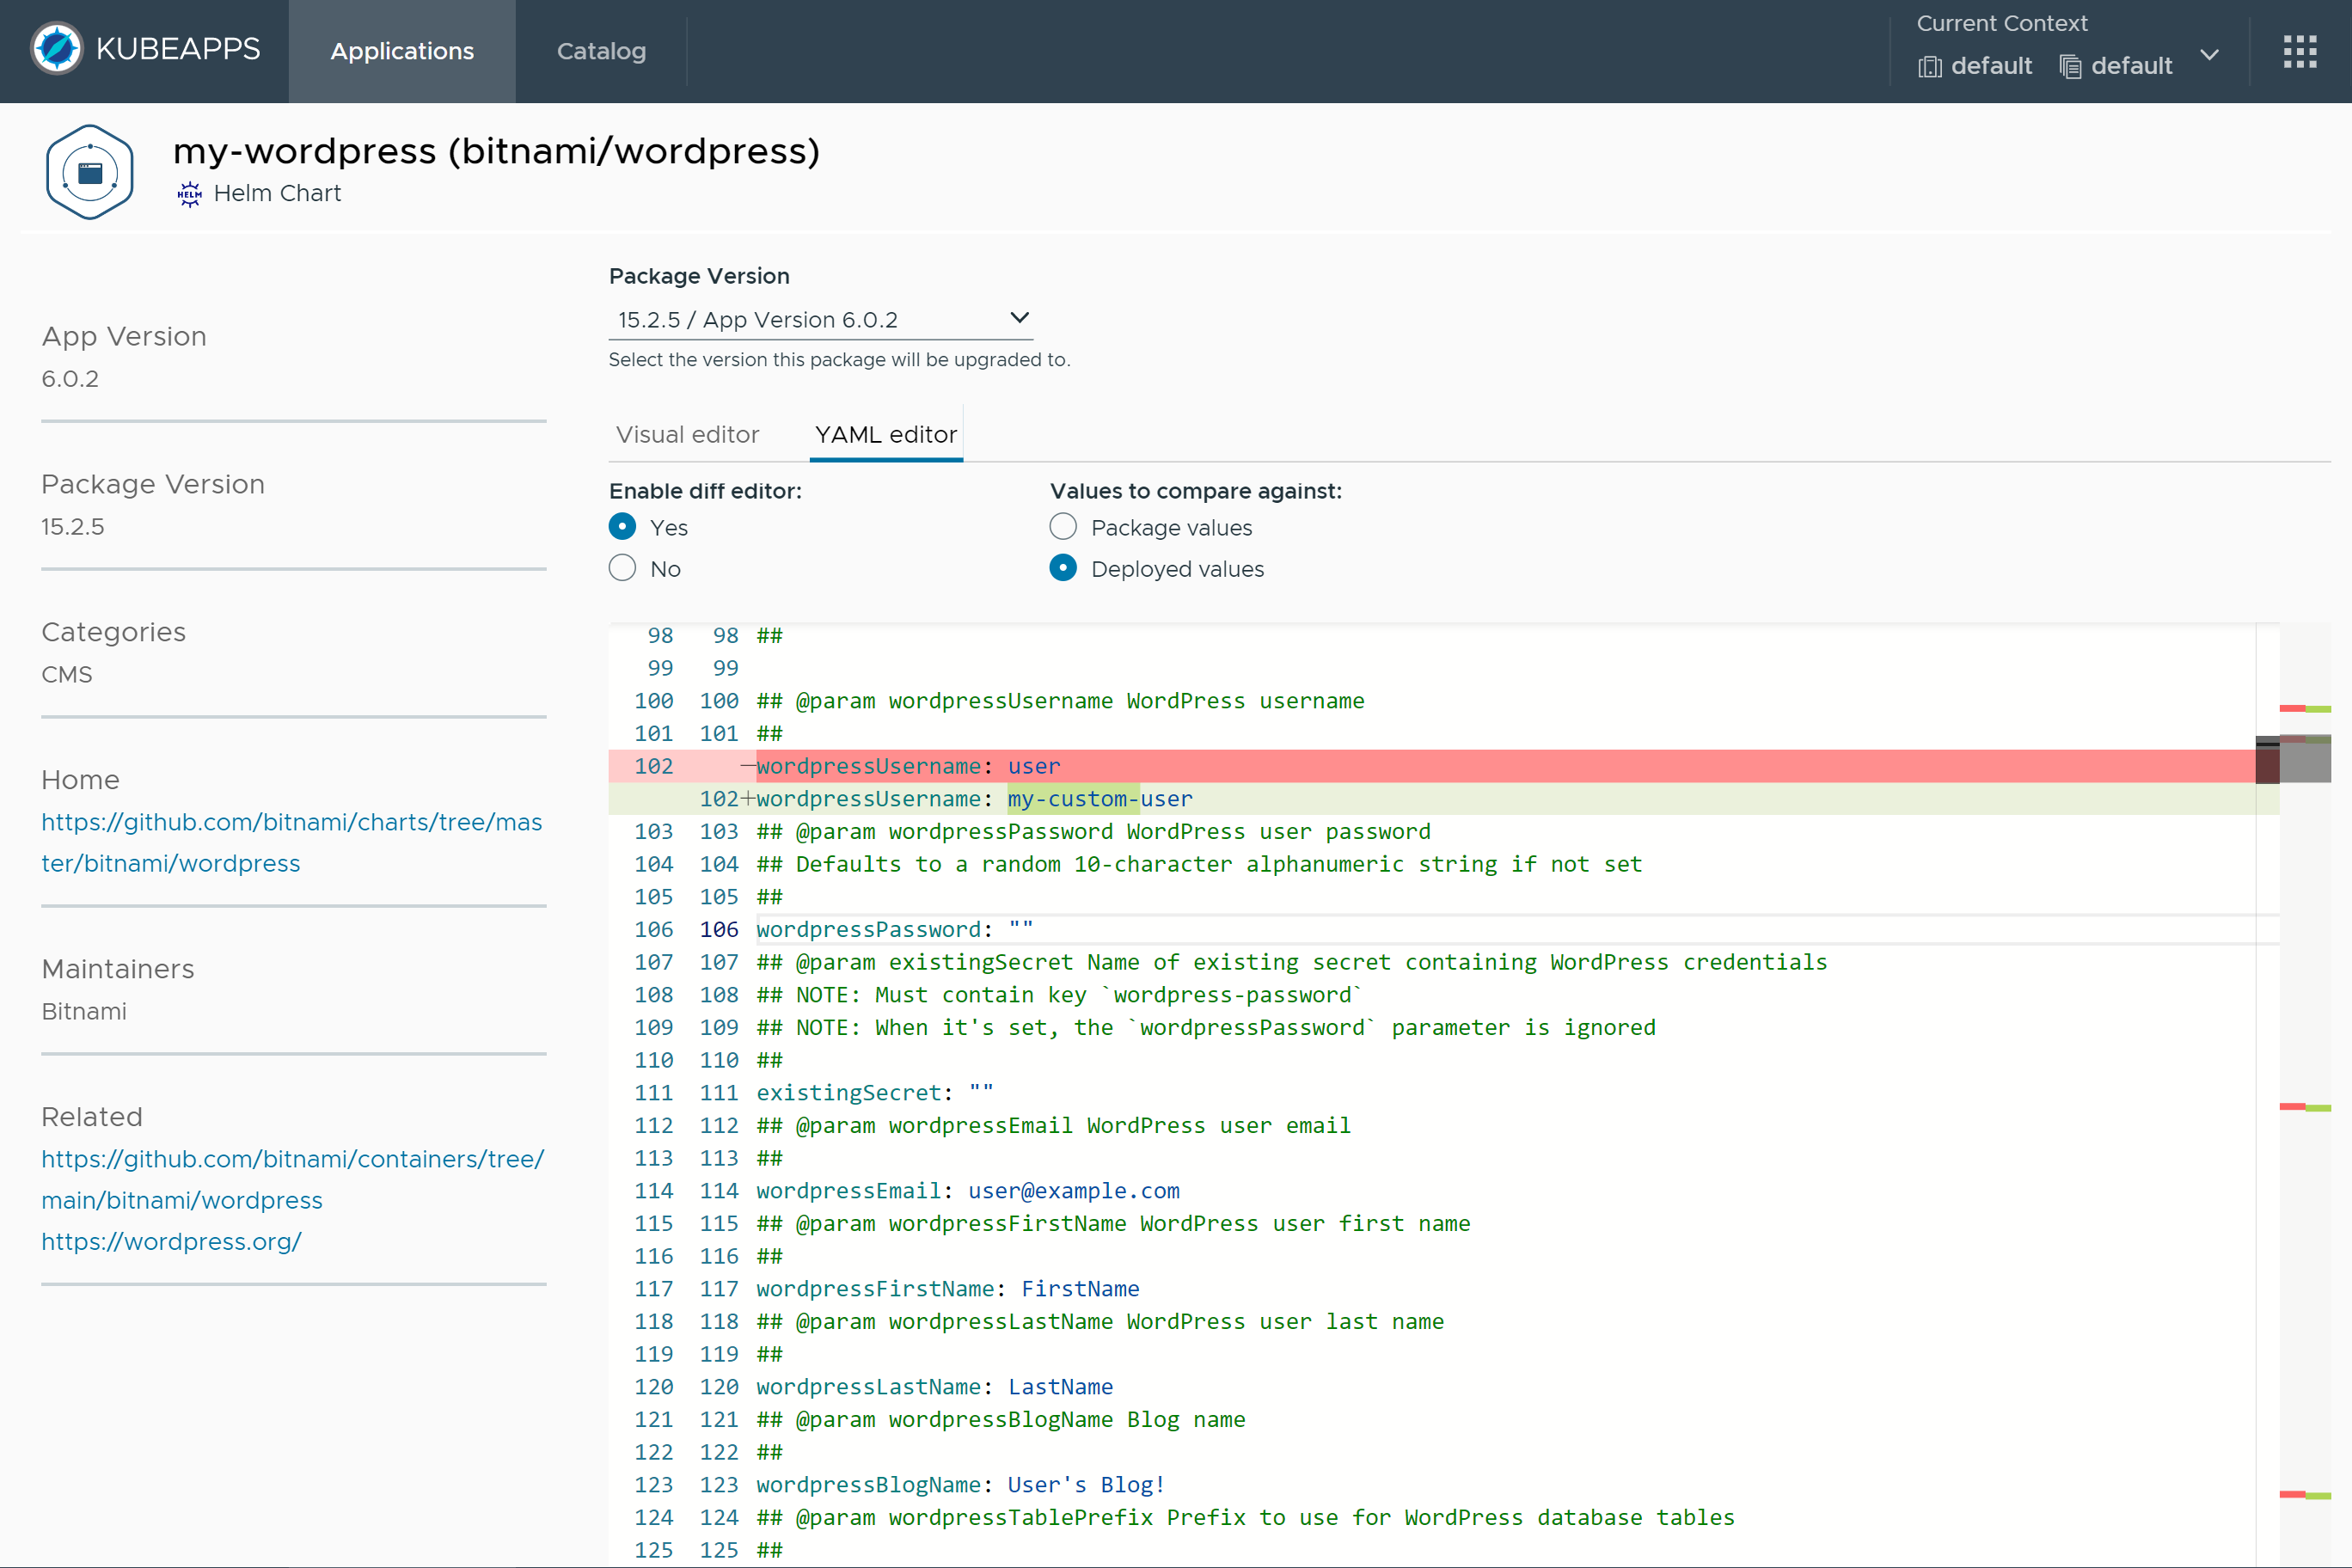 KUBEAPPS
Applications
Catalog
Current Context
default default
my-wordpress (bitnami/wordpress)
HELM Helm Chart
App Version
6.0.2
Package Version
15.2.5
Categories
CMS
Home
https://github.com/bitnami/charts/tree/mas
ter/bitnami/wordpress
Maintainers
Bitnami
Related
https://github.com/bitnami/containers/tree/
main/bitnami/wordpress
https://wordpress.org/
Package Version
15.2.5 / App Version 6.0.2
Select the version this package will be upgraded to.
Visual editor YAML editor
Enable diff editor:
Yes
No
Values to compare against:
Package values
Deployed values
98 98 ##
99 99
100 100 ## @param wordpressUsername WordPress username
101 101 ##
102 —wordpressUsername: user
102+wordpressUsername: my-custom-user
103 103 ## @param wordpressPassword WordPress user password
104 104 ## Defaults to a random 10-character alphanumeric string if not set
105 105 ##
106 106 wordpressPassword: ""
107 107 ## @param existingSecret Name of existing secret containing WordPress credentials
108 108 ## NOTE: Must contain key `wordpress-password`
109 109 ## NOTE: When it's set, the `wordpressPassword` parameter is ignored
110 110 ##
111 111 existingSecret: ""
112 112 ## @param wordpressEmail WordPress user email
113 113 ##
114 114 wordpressEmail: user@example.com
115 115 ## @param wordpressFirstName WordPress user first name
116 116 ##
117 117 wordpressFirstName: FirstName
118 118 ## @param wordpressLastName WordPress user last name
119 119 ##
120 120 wordpressLastName: LastName
121 121 ## @param wordpressBlogName Blog name
122 122 ##
123 123 wordpressBlogName: User's Blog!
124 124 ## @param wordpressTablePrefix Prefix to use for WordPress database tables
125 125 ##